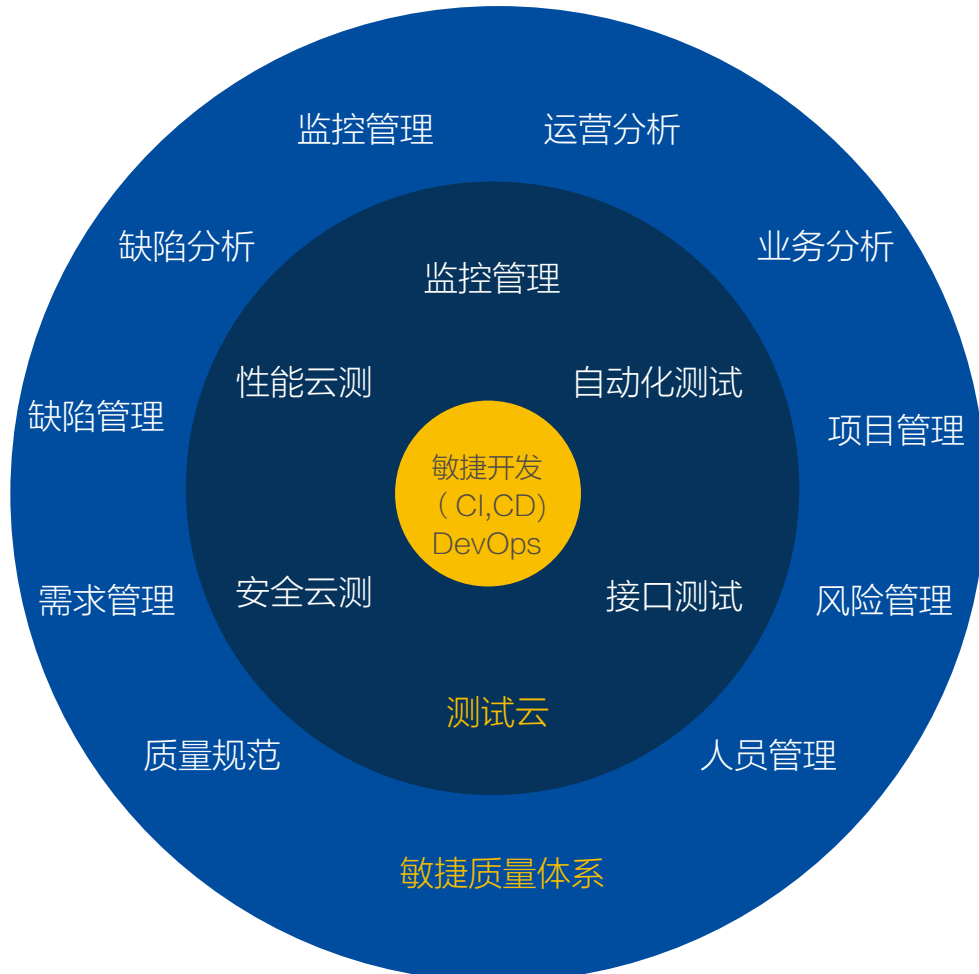 监控管理
运营分析
缺陷分析
业务分析
监控管理
性能云测
自动化测试
缺陷管理
项目管理
敏捷开发
（ CI,CD)
DevOps
安全云测
接口测试
需求管理
风险管理
测试云
质量规范
人员管理
敏捷质量体系